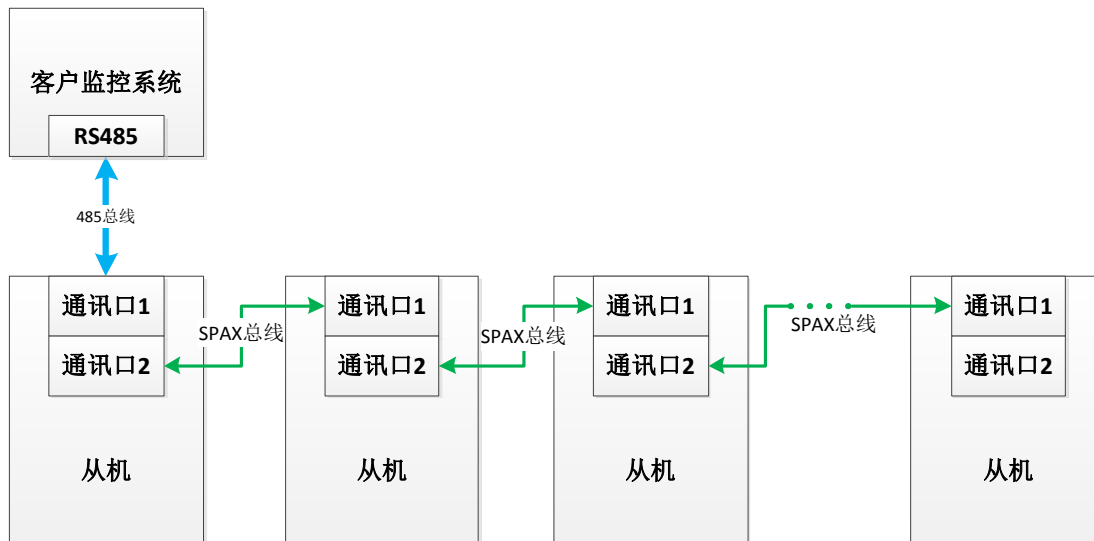 客户监控系统
RS485
485总线
通讯口1
通讯口1
通讯口1
通讯口1
SPAX总线
SPAX总线
SPAX总线
通讯口2
通讯口2
通讯口2
通讯口2
从机
从机
从机
从机